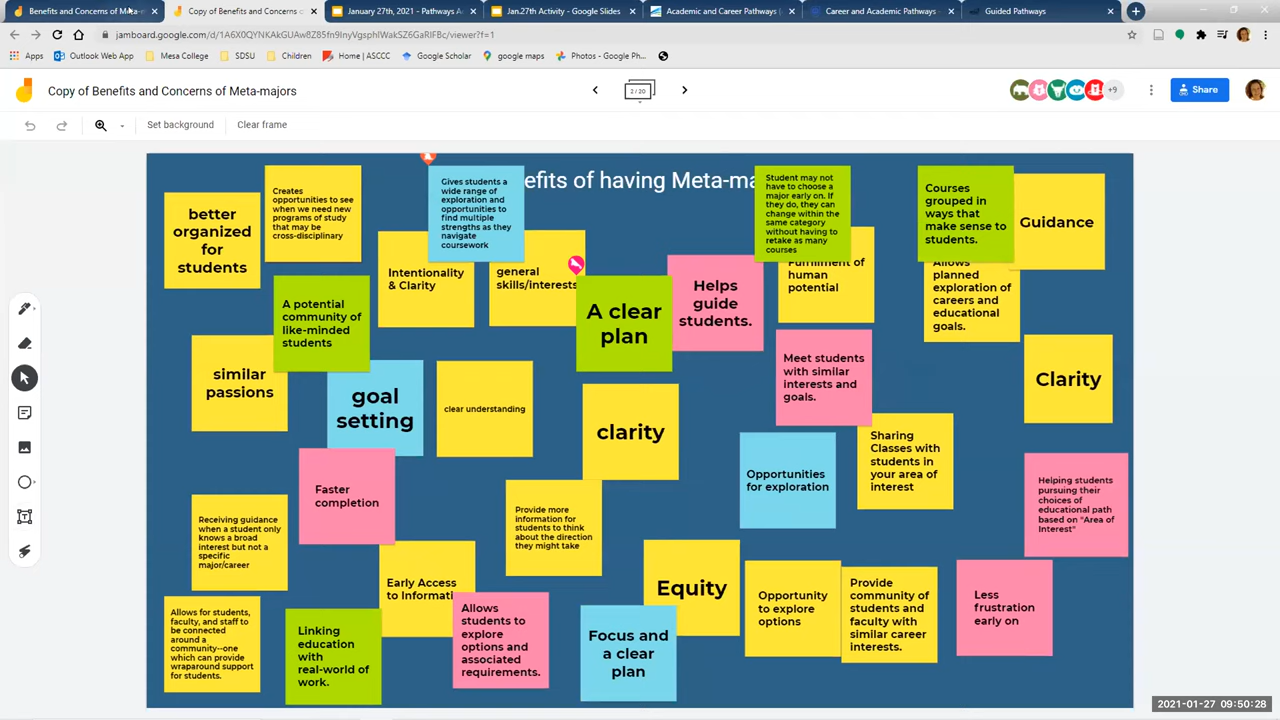 Benefits and Concerns of Meta-m
Copy of Benefits and Concerns of
January 27th, 2021 - Pathways A
Jan.27th Activity - Google Slides
Academic and Career Pathways |
Career and Academic Pathways
Guided Pathways
jamboard.google.com/d/
viewer?f=1
Apps
Outlook Web App
Mesa College
SDSU
Children
Home | ASCCC
Google Scholar
google maps
Photos - Google Ph...
Copy of Benefits and Concerns of Meta-majors
2 / 20
+9
Share
Set background
Clear frame
efits of having Meta-ma
better
organized
for
students
Creates
opportunities to see
when we need new
programs of study
that may be
cross-disciplinary
Intentionality
& Clarity
Gives students a
wide range of
exploration and
opportunities to
find multiple
strengths as they
navigate
coursework
general
skills/interests
A clear
plan
Helps
guide
students.
Student may not
have to choose a
major early on. If
they do, they can
change within the
same category
without having to
retake as many
courses
Fulfillment of
human
potential
Courses
grouped in
ways that
make sense to
students.
Guidance
Allows
planned
exploration of
careers and
educational
goals.
A potential
community of
like-minded
students
similar
passions
goal
setting
clear understanding
clarity
Meet students
with similar
interests and
goals.
Clarity
Faster
completion
Opportunities
for exploration
Sharing
Classes with
students in
your area of
interest
Helping students
pursuing their
choices of
educational path
based on "Area of
Interest"
Receiving guidance
when a student only
knows a broad
interest but not a
specific
major/career
Provide more
information for
students to think
about the direction
they might take
Early Access
to Informati
Allows
students to
explore
options and
associated
requirements.
Equity
Focus and
a clear
plan
Opportunity
to explore
options
Provide
community of
students and
faculty with
similar career
interests.
Less
frustration
early on
Allows for students,
faculty, and staff to
be connected
around a
community--one
which can provide
wraparound support
for students.
Linking
education
with
real-world of
work.
2021-01-27 09:50:28